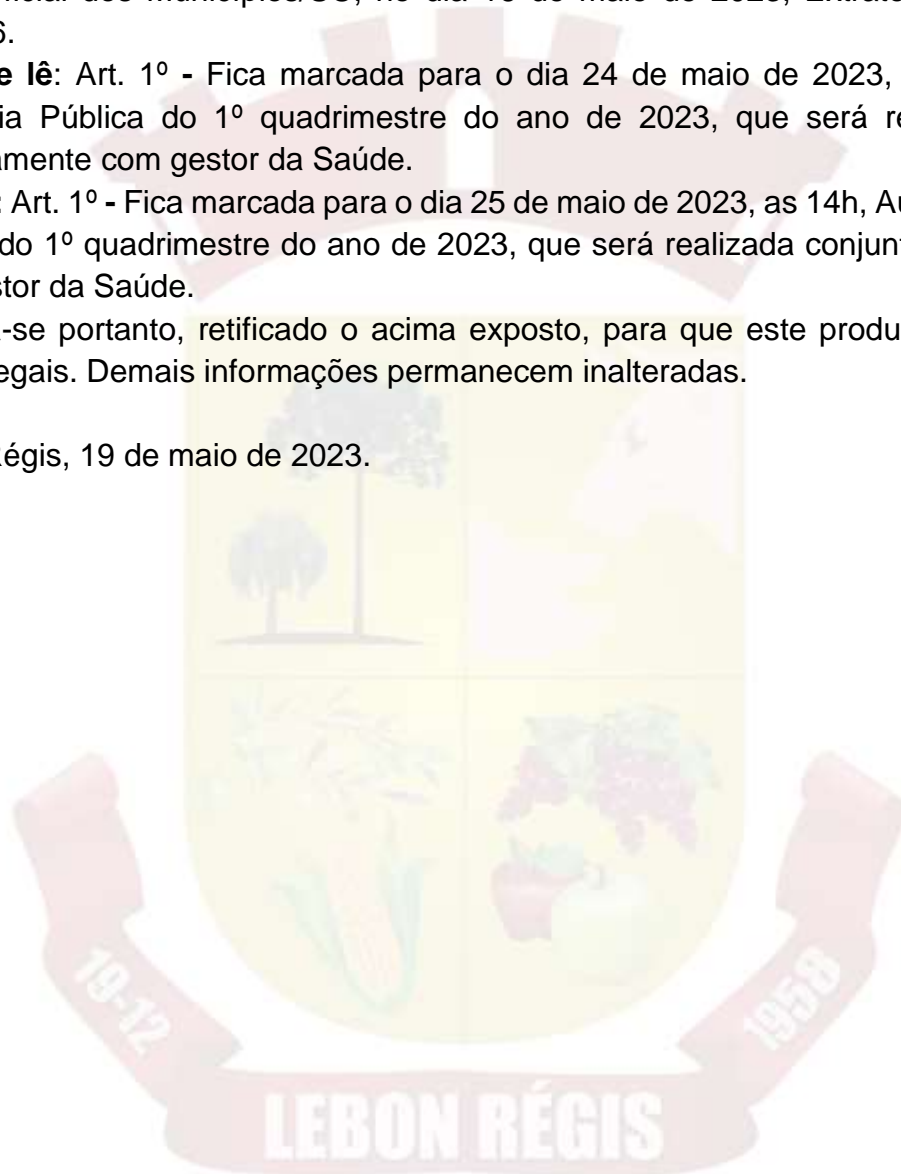 dos Municípios/SC, no dia de maio de 2023,
6.
e lê: Art. 1º - Fica marcada para o dia 24 de maio de 2023,
ia Pública do 1º quadrimestre do ano de 2023, que será re
amente com gestor da Saúde.
: Art. 1º - Fica marcada para o dia 25 de maio de 2023, as 14h, Au
do 1º quadrimestre do ano de 2023, que será realizada conjunt
stor da Saúde.
-se portanto, retificado o acima exposto, para que este produ
egais. Demais informações permanecem inalteradas.
égis, 19 de maio de 2023.
19-12
1958
LEBON RÉGIS